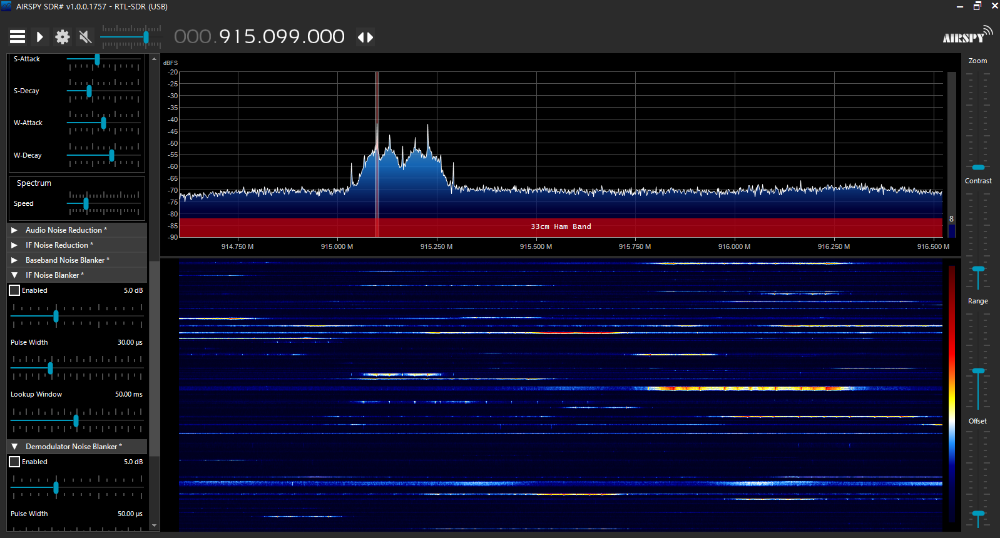 AIRSPY SDR# v1.0.0.1757 - RTL-SDR (USB)
000.915.099.000
AIRSPY
S-Attack
S-Decay
W-Attack
W-Decay
Spectrum
Speed
Audio Noise Reduction *
IF Noise Reduction *
Baseband Noise Blanker *
IF Noise Blanker *
Enabled 5.0 dB
Pulse Width 30.00 µs
Lookup Window 50.00 ms
Demodulator Noise Blanker *
Enabled 5.0 dB
Pulse Width 50.00 µs
dBFS
-20
-25
-30
-35
-40
-45
-50
-55
-60
-65
-70
-75
-80
-85
-90
33cm Ham Band
8
914.750 M 915.000 M 915.250 M 915.500 M 915.750 M 916.000 M 916.250 M 916.500 M
Zoom
Contrast
Range
Offset